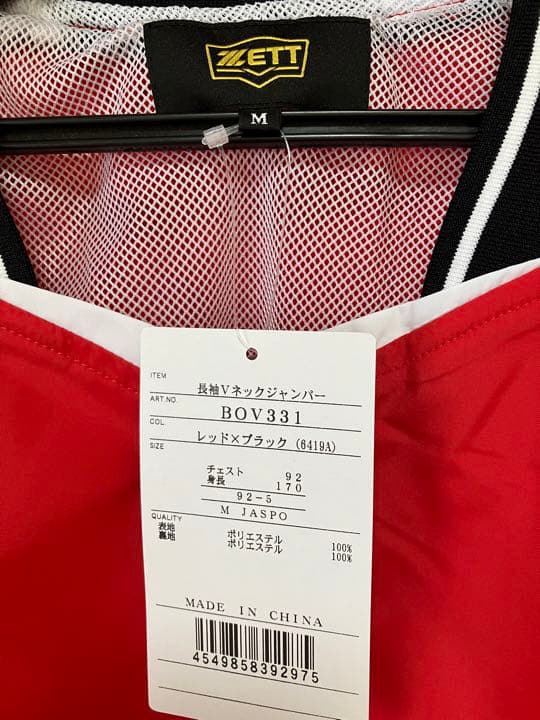 ZETT
M
ITEM
長袖Vネックジャンパー
ART.NO.
BOV331
COL.
レッド×ブラック(6419A)
SIZE
チェスト 92
身長 170
92-5
M JASPO
QUALITY
表地 ポリエステル 100%
裏地 ポリエステル 100%
MADE IN CHINA
4549858392975